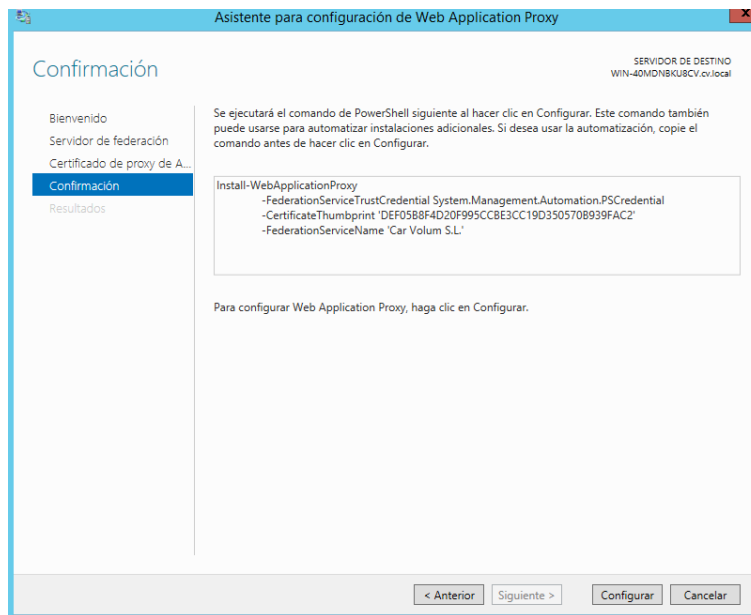 Asistente para configuración de Web Application Proxy
x
Confirmación
SERVIDOR DE DESTINO
WIN-40MDNBKU8CV.cv.local
Bienvenido
Servidor de federación
Certificado de proxy de A...
Confirmación
Resultados
Se ejecutará el comando de PowerShell siguiente al hacer clic en Configurar. Este comando también
puede usarse para automatizar instalaciones adicionales. Si desea usar la automatización, copie el
comando antes de hacer clic en Configurar.
Install-WebApplicationProxy
-FederationServiceTrustCredential System.Management.Automation.PSCredential
-CertificateThumbprint 'DEF05B8F4D20F995CCBE3CC19D350570B939FAC2'
-FederationServiceName 'Car Volum S.L.'
Para configurar Web Application Proxy, haga clic en Configurar.
< Anterior
Siguiente >
Configurar
Cancelar